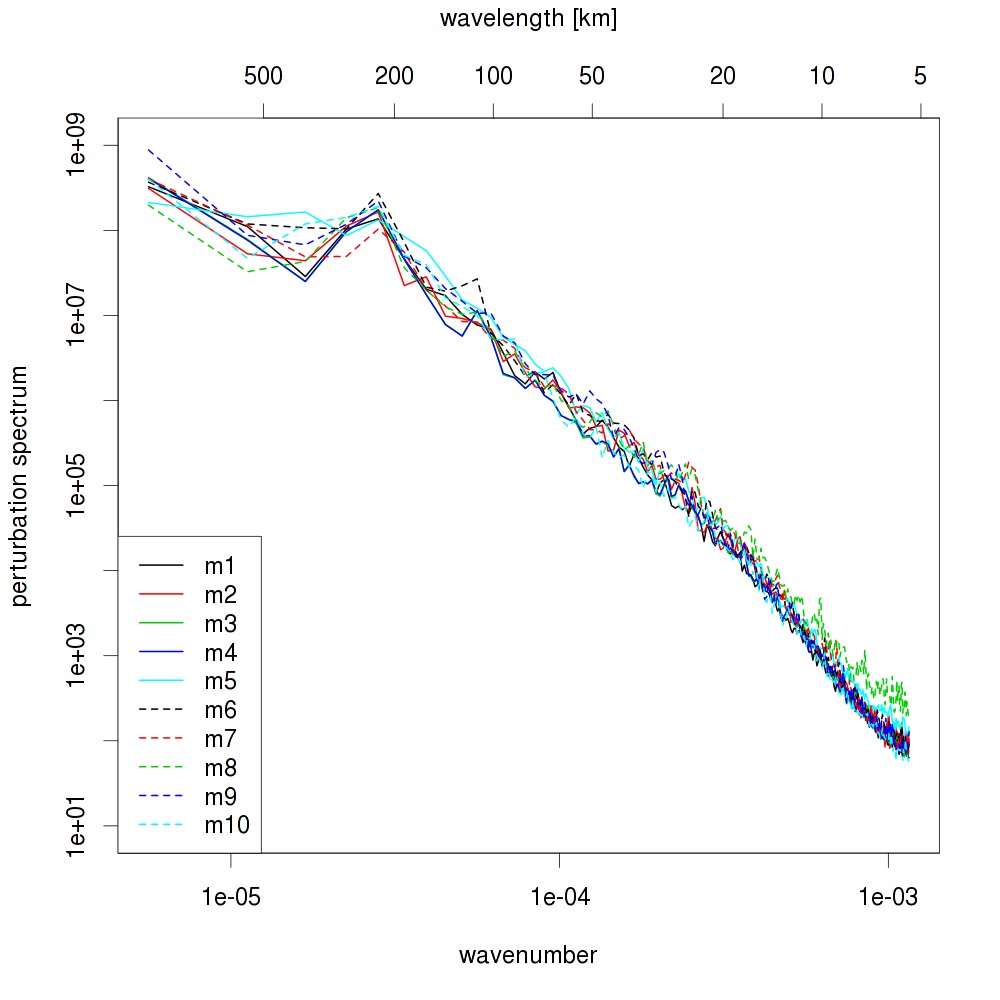 wavelength [km]
500 200 100 50 20 10 5
1e+09
1e+07
1e+05
1e+03
1e+01
perturbation spectrum
m1
m2
m3
m4
m5
m6
m7
m8
m9
m10
1e-05 1e-04 1e-03
wavenumber